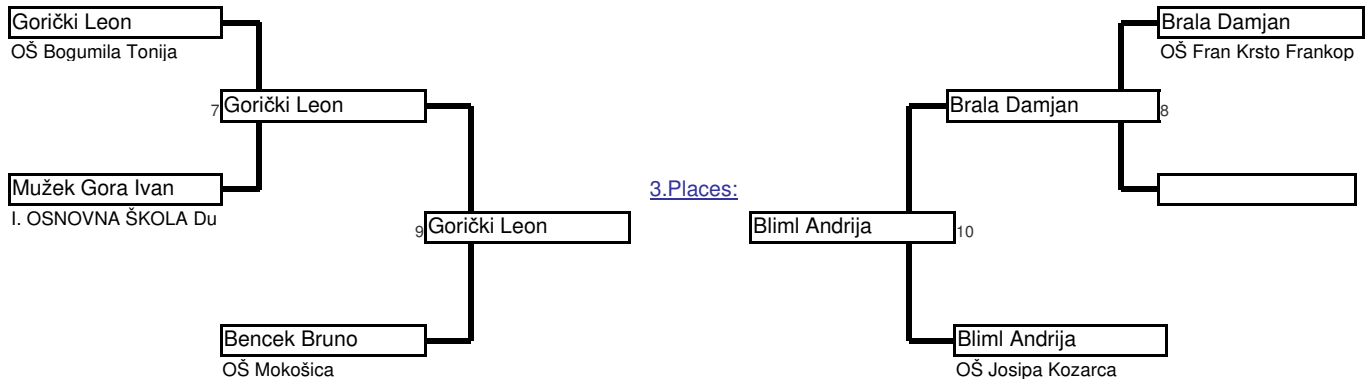 Gorički Leon
OŠ Bogumila Tonija
7 Gorički Leon
Mužek Gora Ivan
I. OSNOVNA ŠKOLA Du
9 Gorički Leon
Bencek Bruno
OŠ Mokošica
3.Places:
Brala Damjan
OŠ Fran Krsto Frankop
Brala Damjan 8
Bliml Andrija 10
Bliml Andrija
OŠ Josipa Kozarca